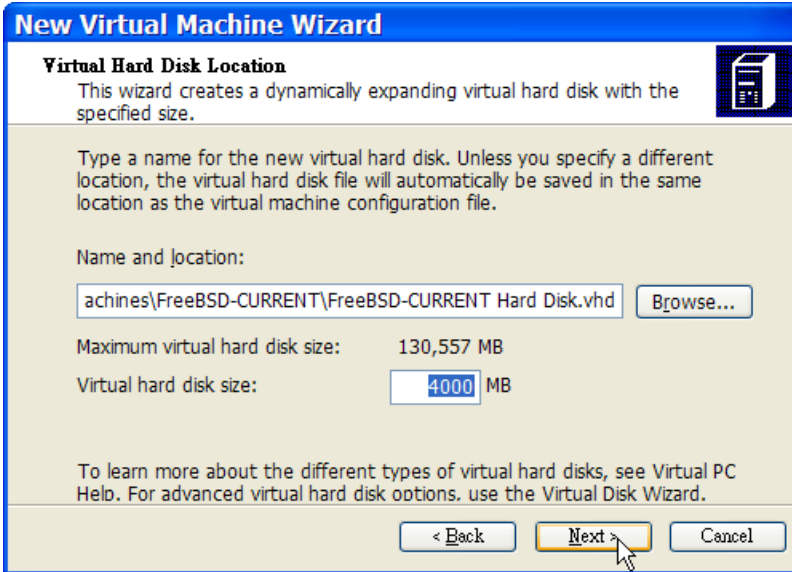 New Virtual Machine Wizard
Virtual Hard Disk Location
This wizard creates a dynamically expanding virtual hard disk with the
specified size.
Type a name for the new virtual hard disk. Unless you specify a different
location, the virtual hard disk file will automatically be saved in the same
location as the virtual machine configuration file.
Name and location:
achines\FreeBSD-CURRENT\FreeBSD-CURRENT Hard Disk.vhd Browse...
Maximum virtual hard disk size: 130,557 MB
Virtual hard disk size: 4000 MB
To learn more about the different types of virtual hard disks, see Virtual PC
Help. For advanced virtual hard disk options, use the Virtual Disk Wizard.
< Back Next > Cancel